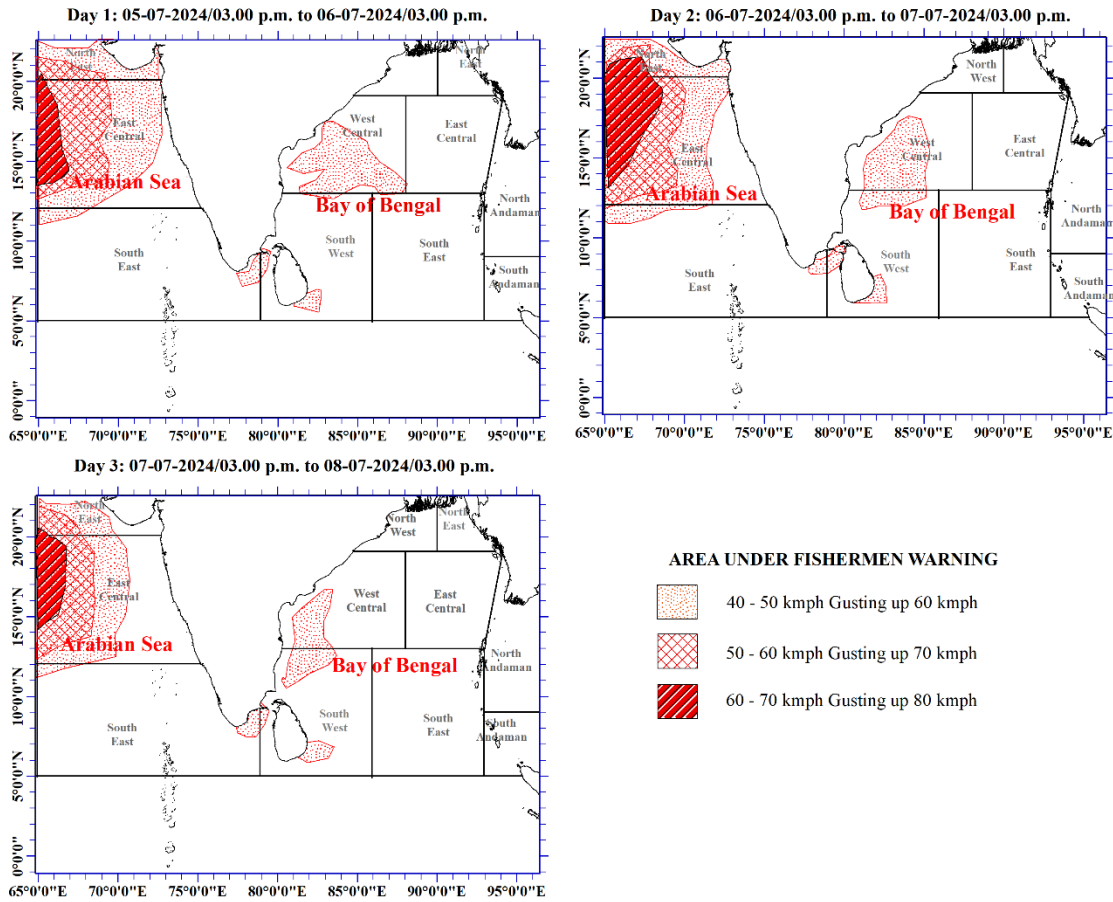 Day 1: 05-07-2024/03.00 p.m. to 06-07-2024/03.00 p.m.
North
East
North
East
20°0'0"N
East
Central
West
Central
East
Central
15°0'0"N
Arabian Sea
Bay of Bengal
North
Andaman
10°0'0"N
South
East
South
West
South
East
South
Andaman
5°0'0"N
0°0'0"
65°0'0"E 70°0'0"E 75°0'0"E 80°0'0"E 85°0'0"E 90°0'0"E 95°0'0"E
Day 2: 06-07-2024/03.00 p.m. to 07-07-2024/03.00 p.m.
North
East
North
West
20°0'0"N
East
Central
West
Central
East
Central
15°0'0"N
Arabian Sea
Bay of Bengal
North
Andaman
10°0'0"N
South
East
South
West
South
East
South
Andaman
5°0'0"N
0°0'0"
65°0'0"E 70°0'0"E 75°0'0"E 80°0'0"E 85°0'0"E 90°0'0"E 95°0'0"E
Day 3: 07-07-2024/03.00 p.m. to 08-07-2024/03.00 p.m.
North
East
North
West
North
East
20°0'0"N
East
Central
West
Central
East
Central
15°0'0"N
Arabian Sea
Bay of Bengal
North
Andaman
10°0'0"N
South
East
South
West
South
East
South
Andaman
5°0'0"N
0°0'0"
65°0'0"E 70°0'0"E 75°0'0"E 80°0'0"E 85°0'0"E 90°0'0"E 95°0'0"E
AREA UNDER FISHERMEN WARNING
40 - 50 kmph Gusting up 60 kmph
50 - 60 kmph Gusting up 70 kmph
60 - 70 kmph Gusting up 80 kmph